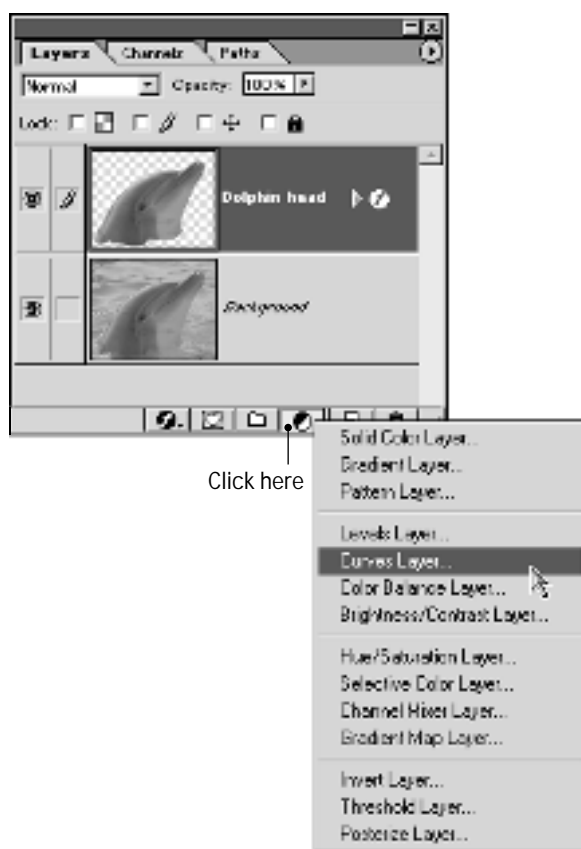 Layers Channels Paths
Normal Opacity: 100%
Lock:
Dolphin head
Background
Click here
Solid Color Layer...
Gradient Layer...
Pattern Layer...
Levels Layer...
Curves Layer...
Color Balance Layer...
Brightness/Contrast Layer...
Hue/Saturation Layer...
Selective Color Layer...
Channel Mixer Layer...
Gradient Map Layer...
Invert Layer...
Threshold Layer...
Posterize Layer...